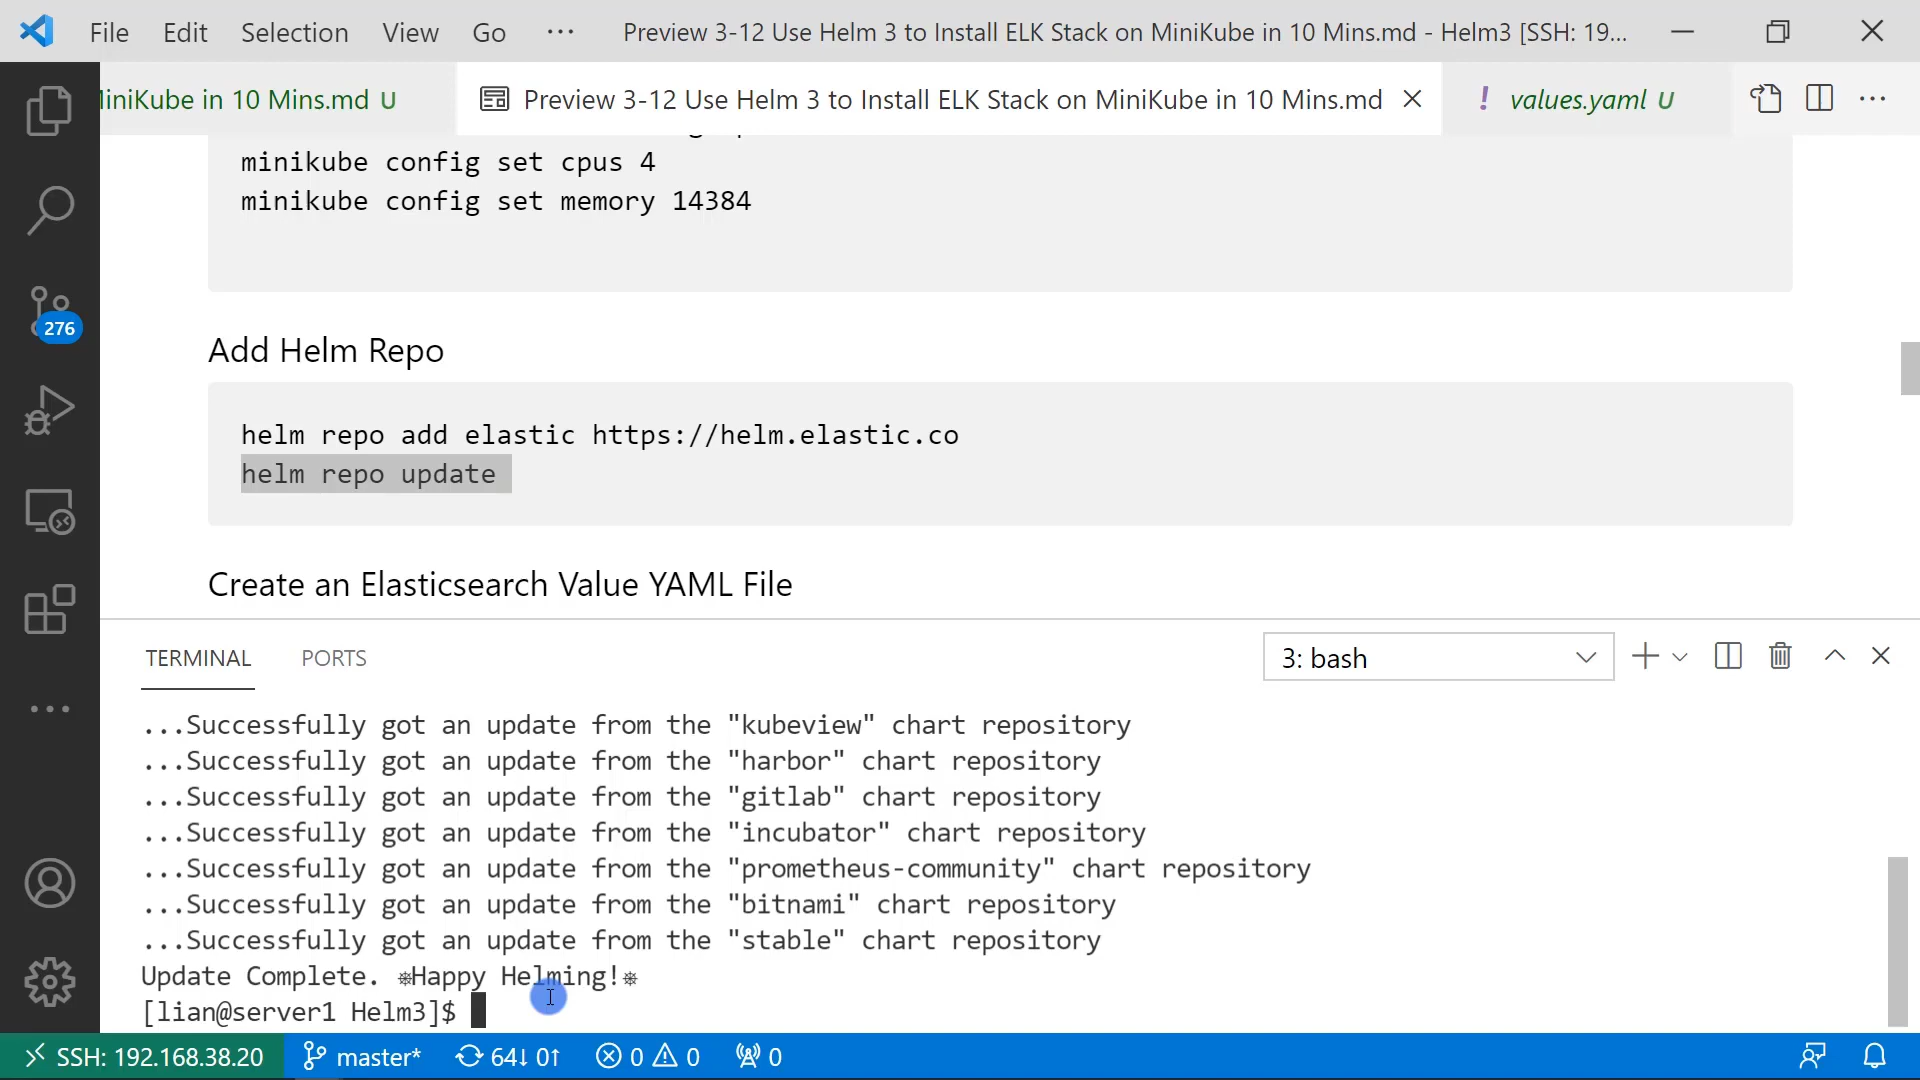 File Edit Selection View Go ··· Preview 3-12 Use Helm 3 to Install ELK Stack on MiniKube in 10 Mins.md - Helm3 [SSH: 19...
iniKube in 10 Mins.md U
Preview 3-12 Use Helm 3 to Install ELK Stack on MiniKube in 10 Mins.md
! values.yaml U
minikube config set cpus 4
minikube config set memory 14384
276
Add Helm Repo
helm repo add elastic https://helm.elastic.co
helm repo update
Create an Elasticsearch Value YAML File
TERMINAL PORTS 3: bash
...Successfully got an update from the "kubeview" chart repository
...Successfully got an update from the "harbor" chart repository
...Successfully got an update from the "gitlab" chart repository
...Successfully got an update from the "incubator" chart repository
...Successfully got an update from the "prometheus-community" chart repository
...Successfully got an update from the "bitnami" chart repository
...Successfully got an update from the "stable" chart repository
Update Complete. ⎈Happy Helming!⎈
[lian@server1 Helm3]$
SSH: 192.168.38.20 master* 64↓ 0↑ 0 0 0